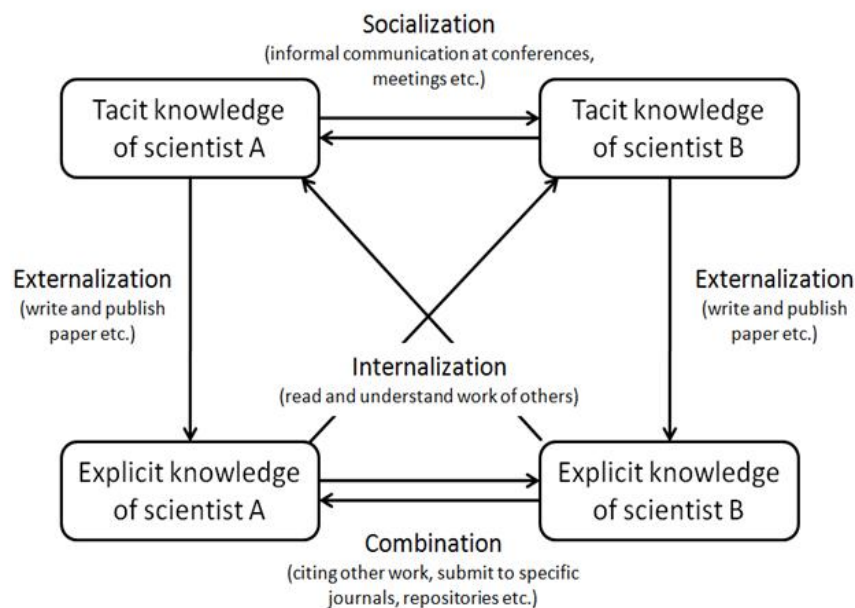 Socialization
(informal communication at conferences,
meetings etc.)
Tacit knowledge
of scientist A
Tacit knowledge
of scientist B
Externalization
(write and publish
paper etc.)
Externalization
(write and publish
paper etc.)
Internalization
(read and understand work of others)
Explicit knowledge
of scientist A
Explicit knowledge
of scientist B
Combination
(citing other work, submit to specific
journals, repositories etc.)